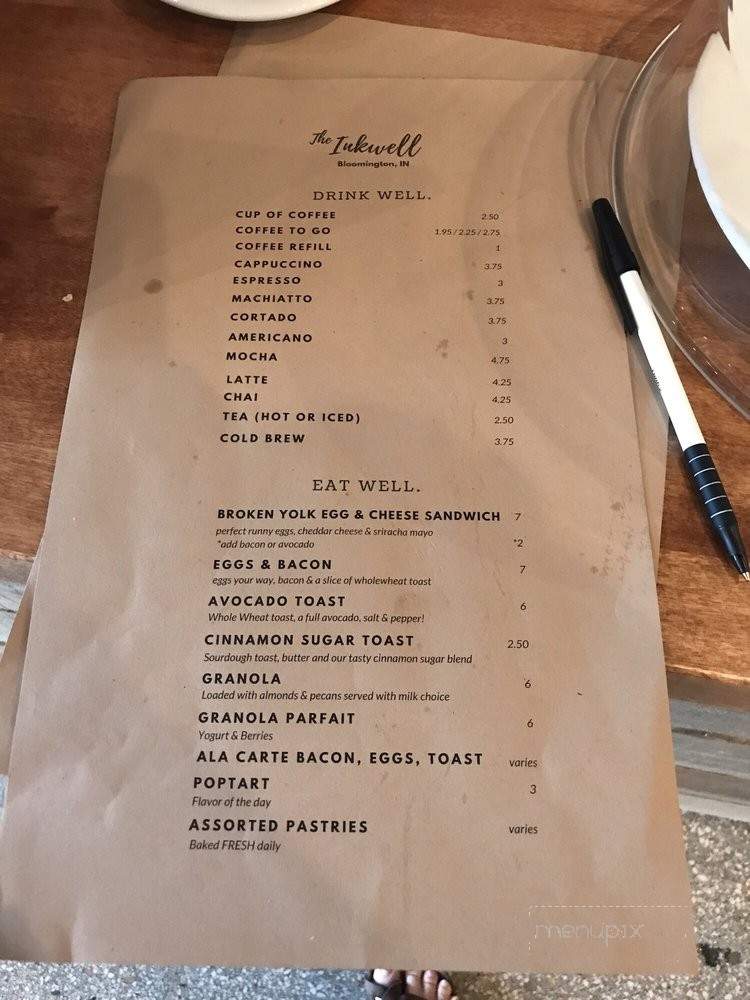 The Inkwell
Bloomington, IN
DRINK WELL.
CUP OF COFFEE 2.50
COFFEE TO GO 1.95 / 2.25 / 2.75
COFFEE REFILL 1
CAPPUCCINO 3.75
ESPRESSO 3
MACHIATTO 3.75
CORTADO 3.75
AMERICANO 3
MOCHA 4.75
LATTE 4.25
CHAI 4.25
TEA (HOT OR ICED) 2.50
COLD BREW 3.75
EAT WELL.
BROKEN YOLK EGG & CHEESE SANDWICH 7
perfect runny eggs, cheddar cheese & sriracha mayo
*add bacon or avocado *2
EGGS & BACON 7
eggs your way, bacon & a slice of wholewheat toast
AVOCADO TOAST 6
Whole Wheat toast, a full avocado, salt & pepper!
CINNAMON SUGAR TOAST 2.50
Sourdough toast, butter and our tasty cinnamon sugar blend
GRANOLA 6
Loaded with almonds & pecans served with milk choice
GRANOLA PARFAIT 6
Yogurt & Berries
ALA CARTE BACON, EGGS, TOAST varies
POPTART 3
Flavor of the day
ASSORTED PASTRIES varies
Baked FRESH daily
menupix